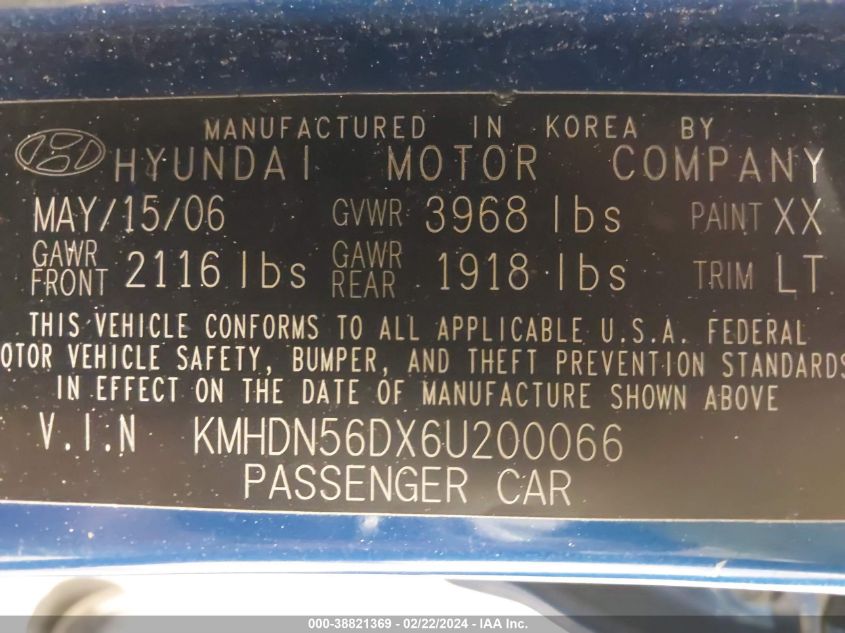 MANUFACTURED IN KOREA BY
HYUNDAI MOTOR COMPANY
MAY/15/06 GVWR 3968 lbs PAINT XX
GAWR FRONT 2116 lbs GAWR REAR 1918 lbs TRIM LT
THIS VEHICLE CONFORMS TO ALL APPLICABLE U.S.A. FEDERAL
OTOR VEHICLE SAFETY, BUMPER, AND THEFT PREVENTION STANDARDS
IN EFFECT ON THE DATE OF MANUFACTURE SHOWN ABOVE
V.I.N KMHDN56DX6U200066
PASSENGER CAR
000-38821369 - 02/22/2024 - IAA Inc.